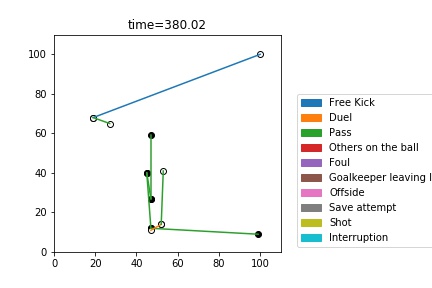 time=380.02
100
80
60
40
20
0
0
20
40
60
80
100
Free Kick
Duel
Pass
Others on the ball
Foul
Goalkeeper leaving l
Offside
Save attempt
Shot
Interruption